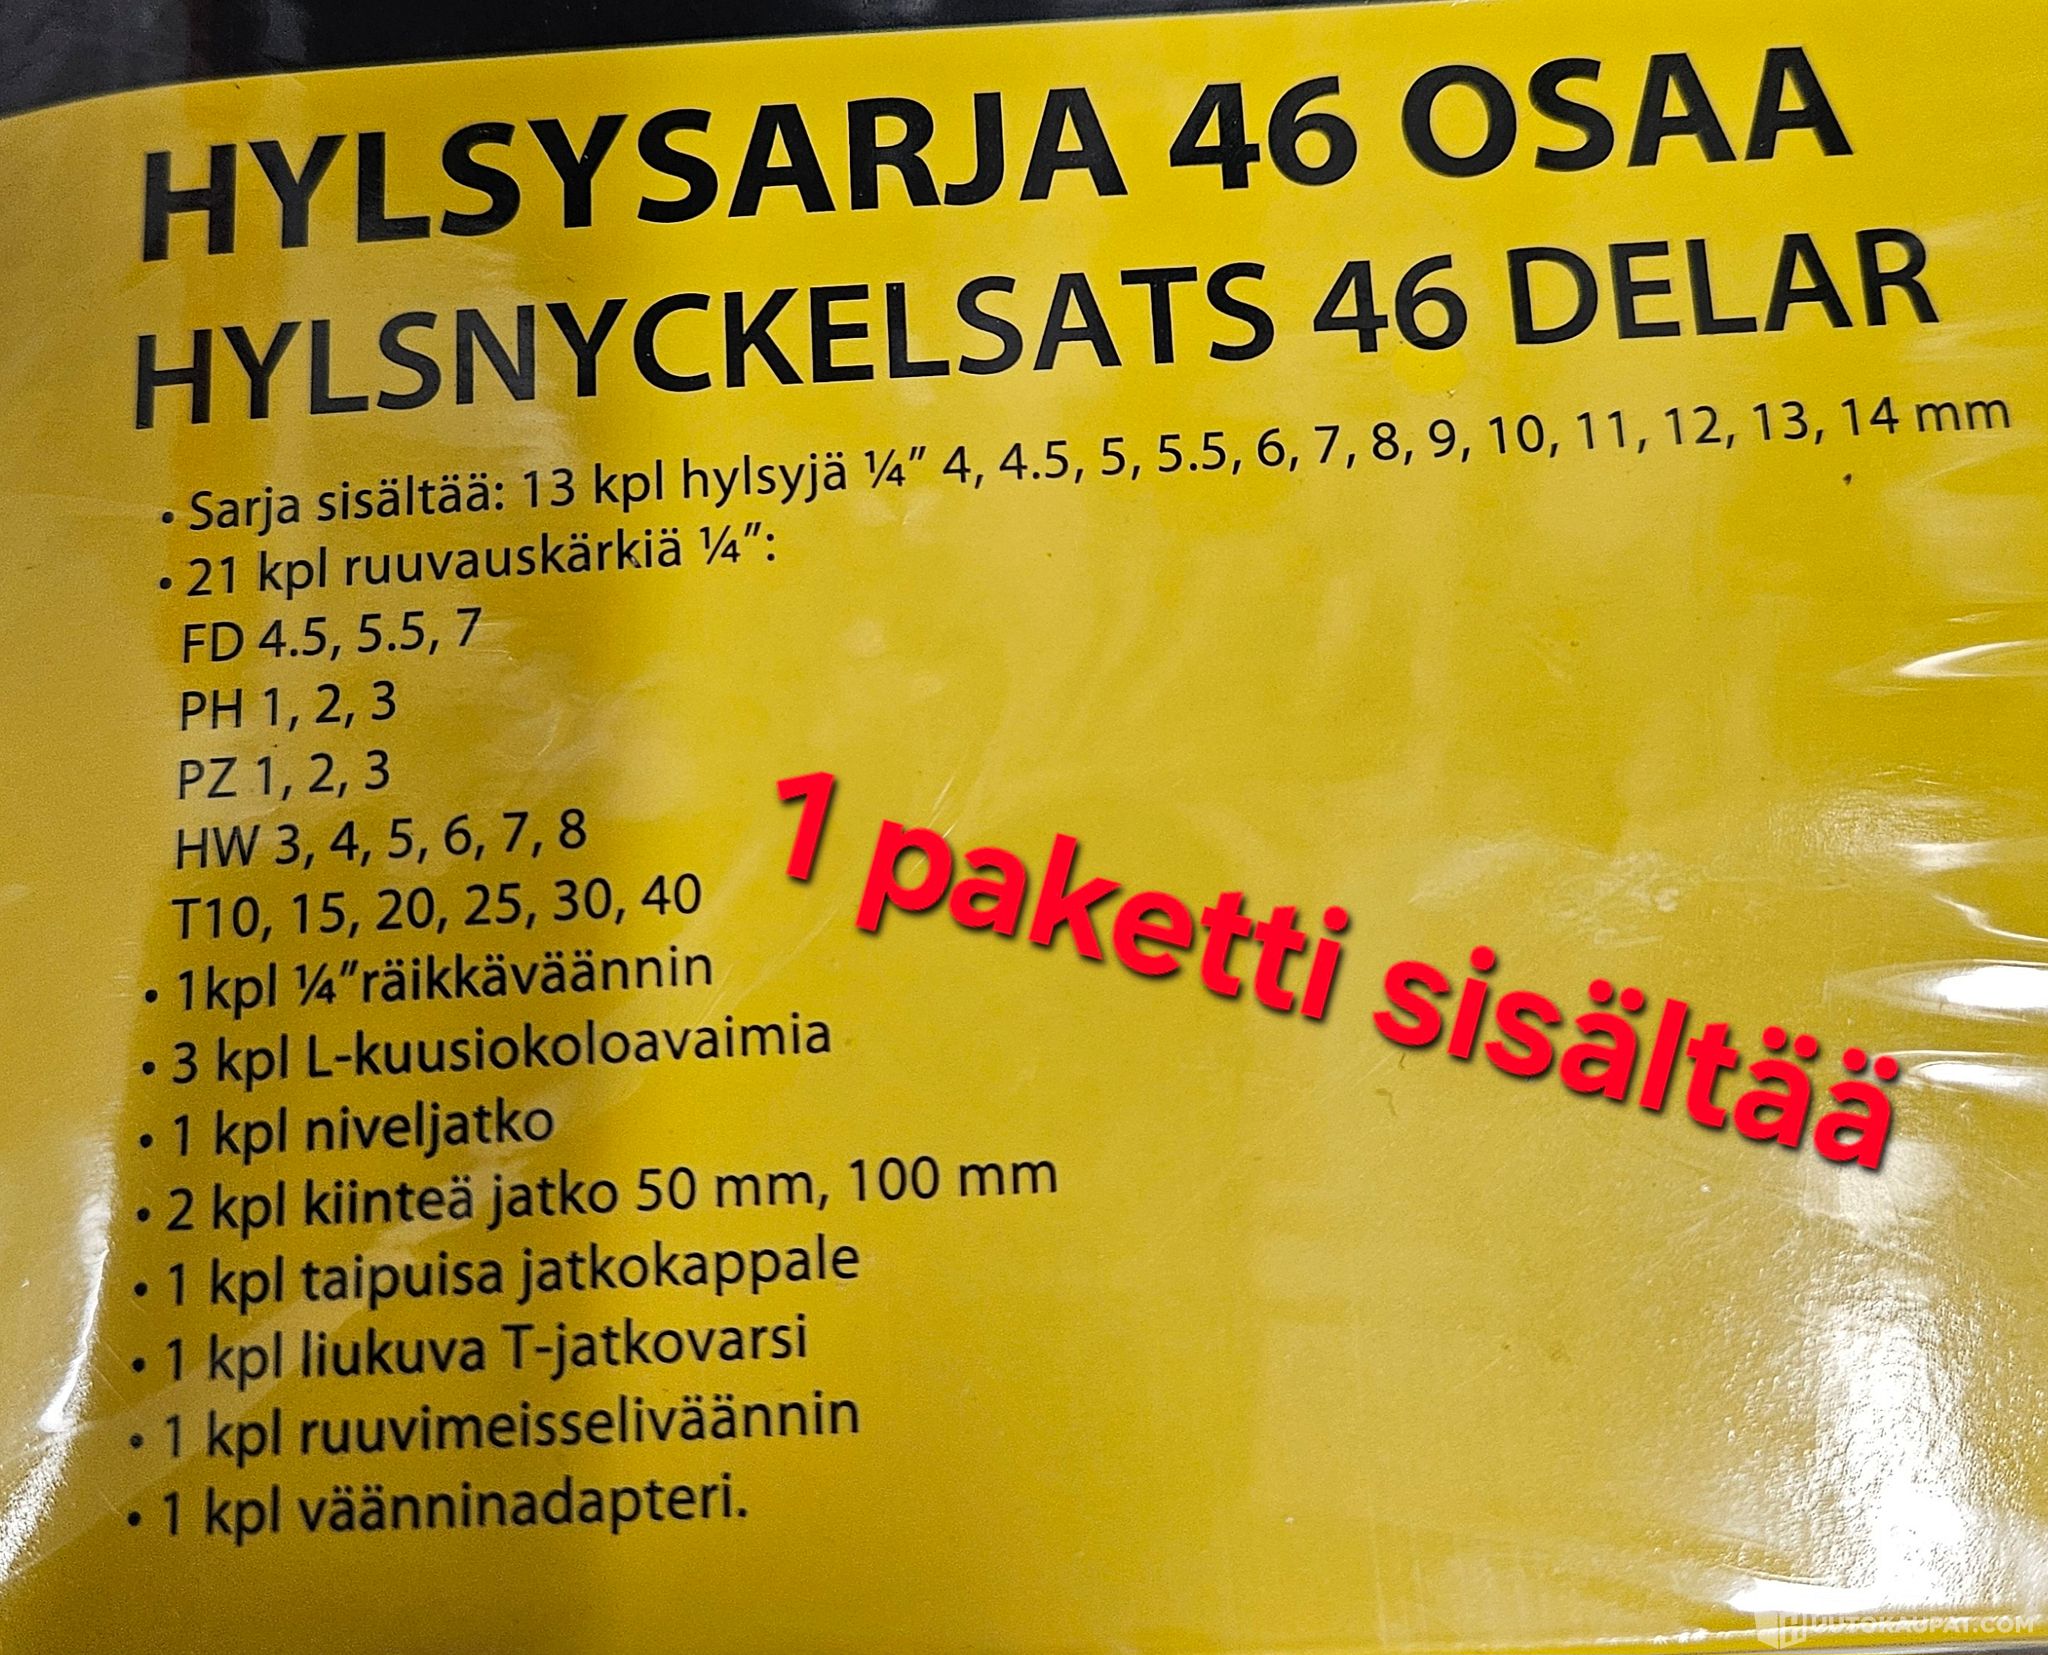 HYLSYSARJA 46 OSAA
HYLSNYCKELSATS 46 DELAR
• Sarja sisältää: 13 kpl hylsyjä ¼” 4, 4.5, 5, 5.5, 6, 7, 8, 9, 10, 11, 12, 13, 14 mm
• 21 kpl ruuvauskärkiä ¼”:
FD 4.5, 5.5, 7
PH 1, 2, 3
PZ 1, 2, 3
HW 3, 4, 5, 6, 7, 8
T10, 15, 20, 25, 30, 40
• 1kpl ¼”räikkäväännin
• 3 kpl L-kuusiokoloavaimia
• 1 kpl niveljatko
• 2 kpl kiinteä jatko 50 mm, 100 mm
• 1 kpl taipuisa jatkokappale
• 1 kpl liukuva T-jatkovarsi
• 1 kpl ruuvimeisseliväännin
• 1 kpl väänninadapteri.
1 paketti sisältää
HUUTOKAUPAT.COM